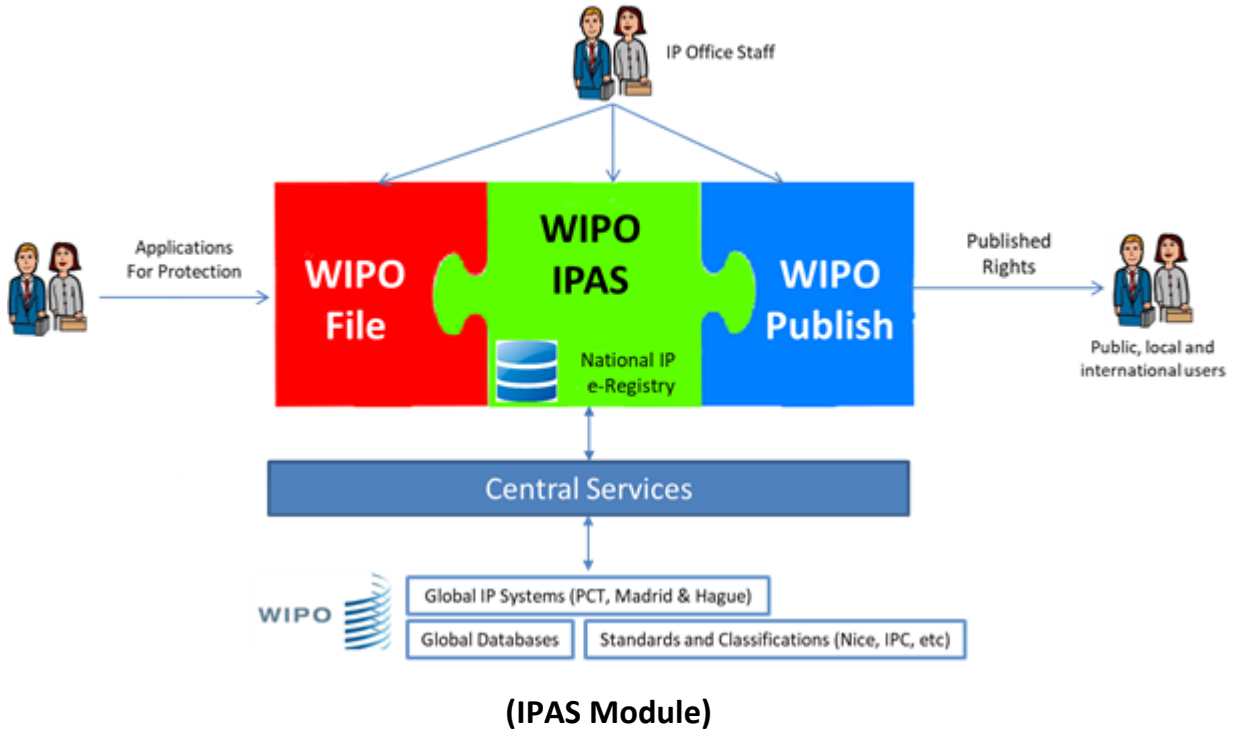 IP Office Staff
Applications
For Protection
WIPO
File
WIPO
IPAS
National IP
e-Registry
WIPO
Publish
Published
Rights
Public, local and
international users
Central Services
WIPO
Global IP Systems (PCT, Madrid & Hague)
Global Databases
Standards and Classifications (Nice, IPC, etc)
(IPAS Module)